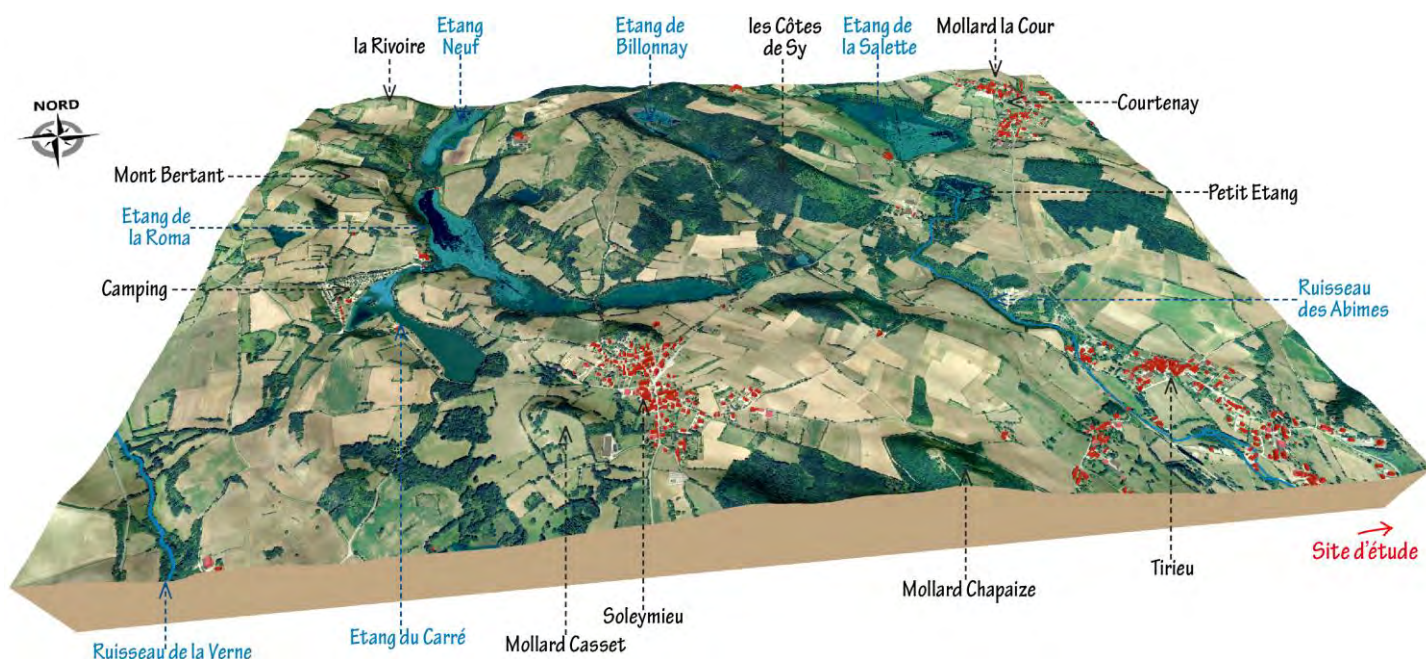 Etang
Neuf
la Rivoire
Etang de
Billonnay
les Côtes
de Sy
Etang de
la Salette
Mollard la Cour
Courtenay
NORD
Mont Bertant
Petit Etang
Etang de
la Roma
Camping
Ruisseau
des Abimes
Site d'étude
Tirieu
Mollard Chapaize
Soleymieu
Mollard Casset
Etang du Carré
Ruisseau de la Verne